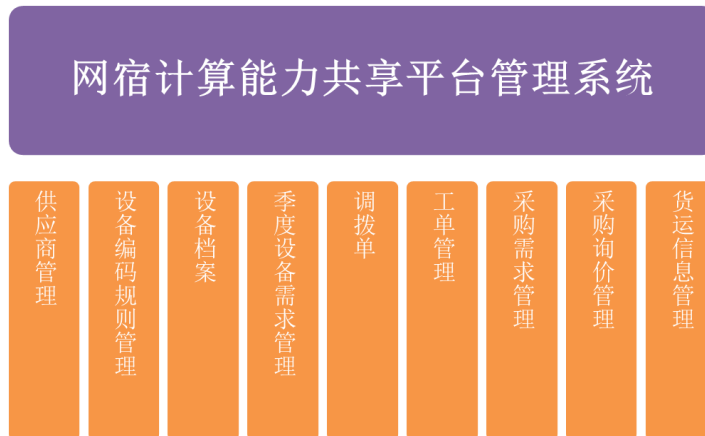 网宿计算能力共享平台管理系统
供应商管理
设备编码规则管理
设备档案
季度设备需求管理
调拨单
工单管理
采购需求管理
采购询价管理
货运信息管理